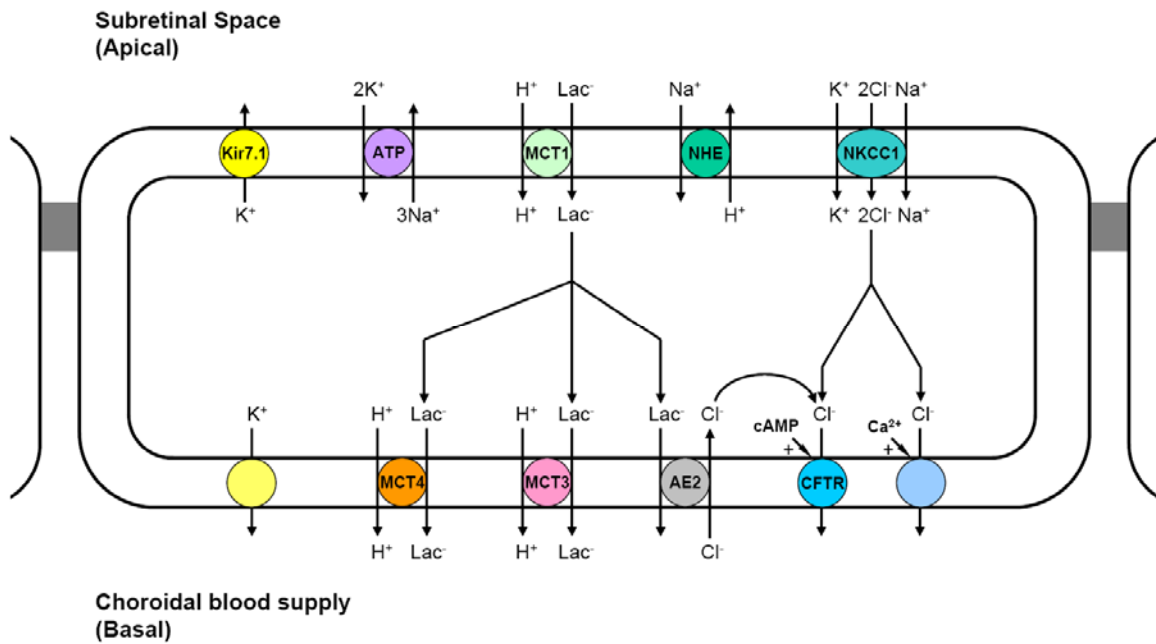 Subretinal Space
(Apical)
2K⁺ H⁺ Lac⁻ Na⁺ K⁺ 2Cl⁻ Na⁺
Kir7.1 ATP MCT1 NHE NKCC1
K⁺ 3Na⁺ H⁺ Lac⁻ H⁺ K⁺ 2Cl⁻ Na⁺
K⁺ H⁺ Lac⁻ H⁺ Lac⁻ Lac⁻ Cl⁻ Cl⁻ Cl⁻
cAMP Ca²⁺
+ +
MCT4 MCT3 AE2 CFTR
H⁺ Lac⁻ H⁺ Lac⁻ Cl⁻
Choroidal blood supply
(Basal)